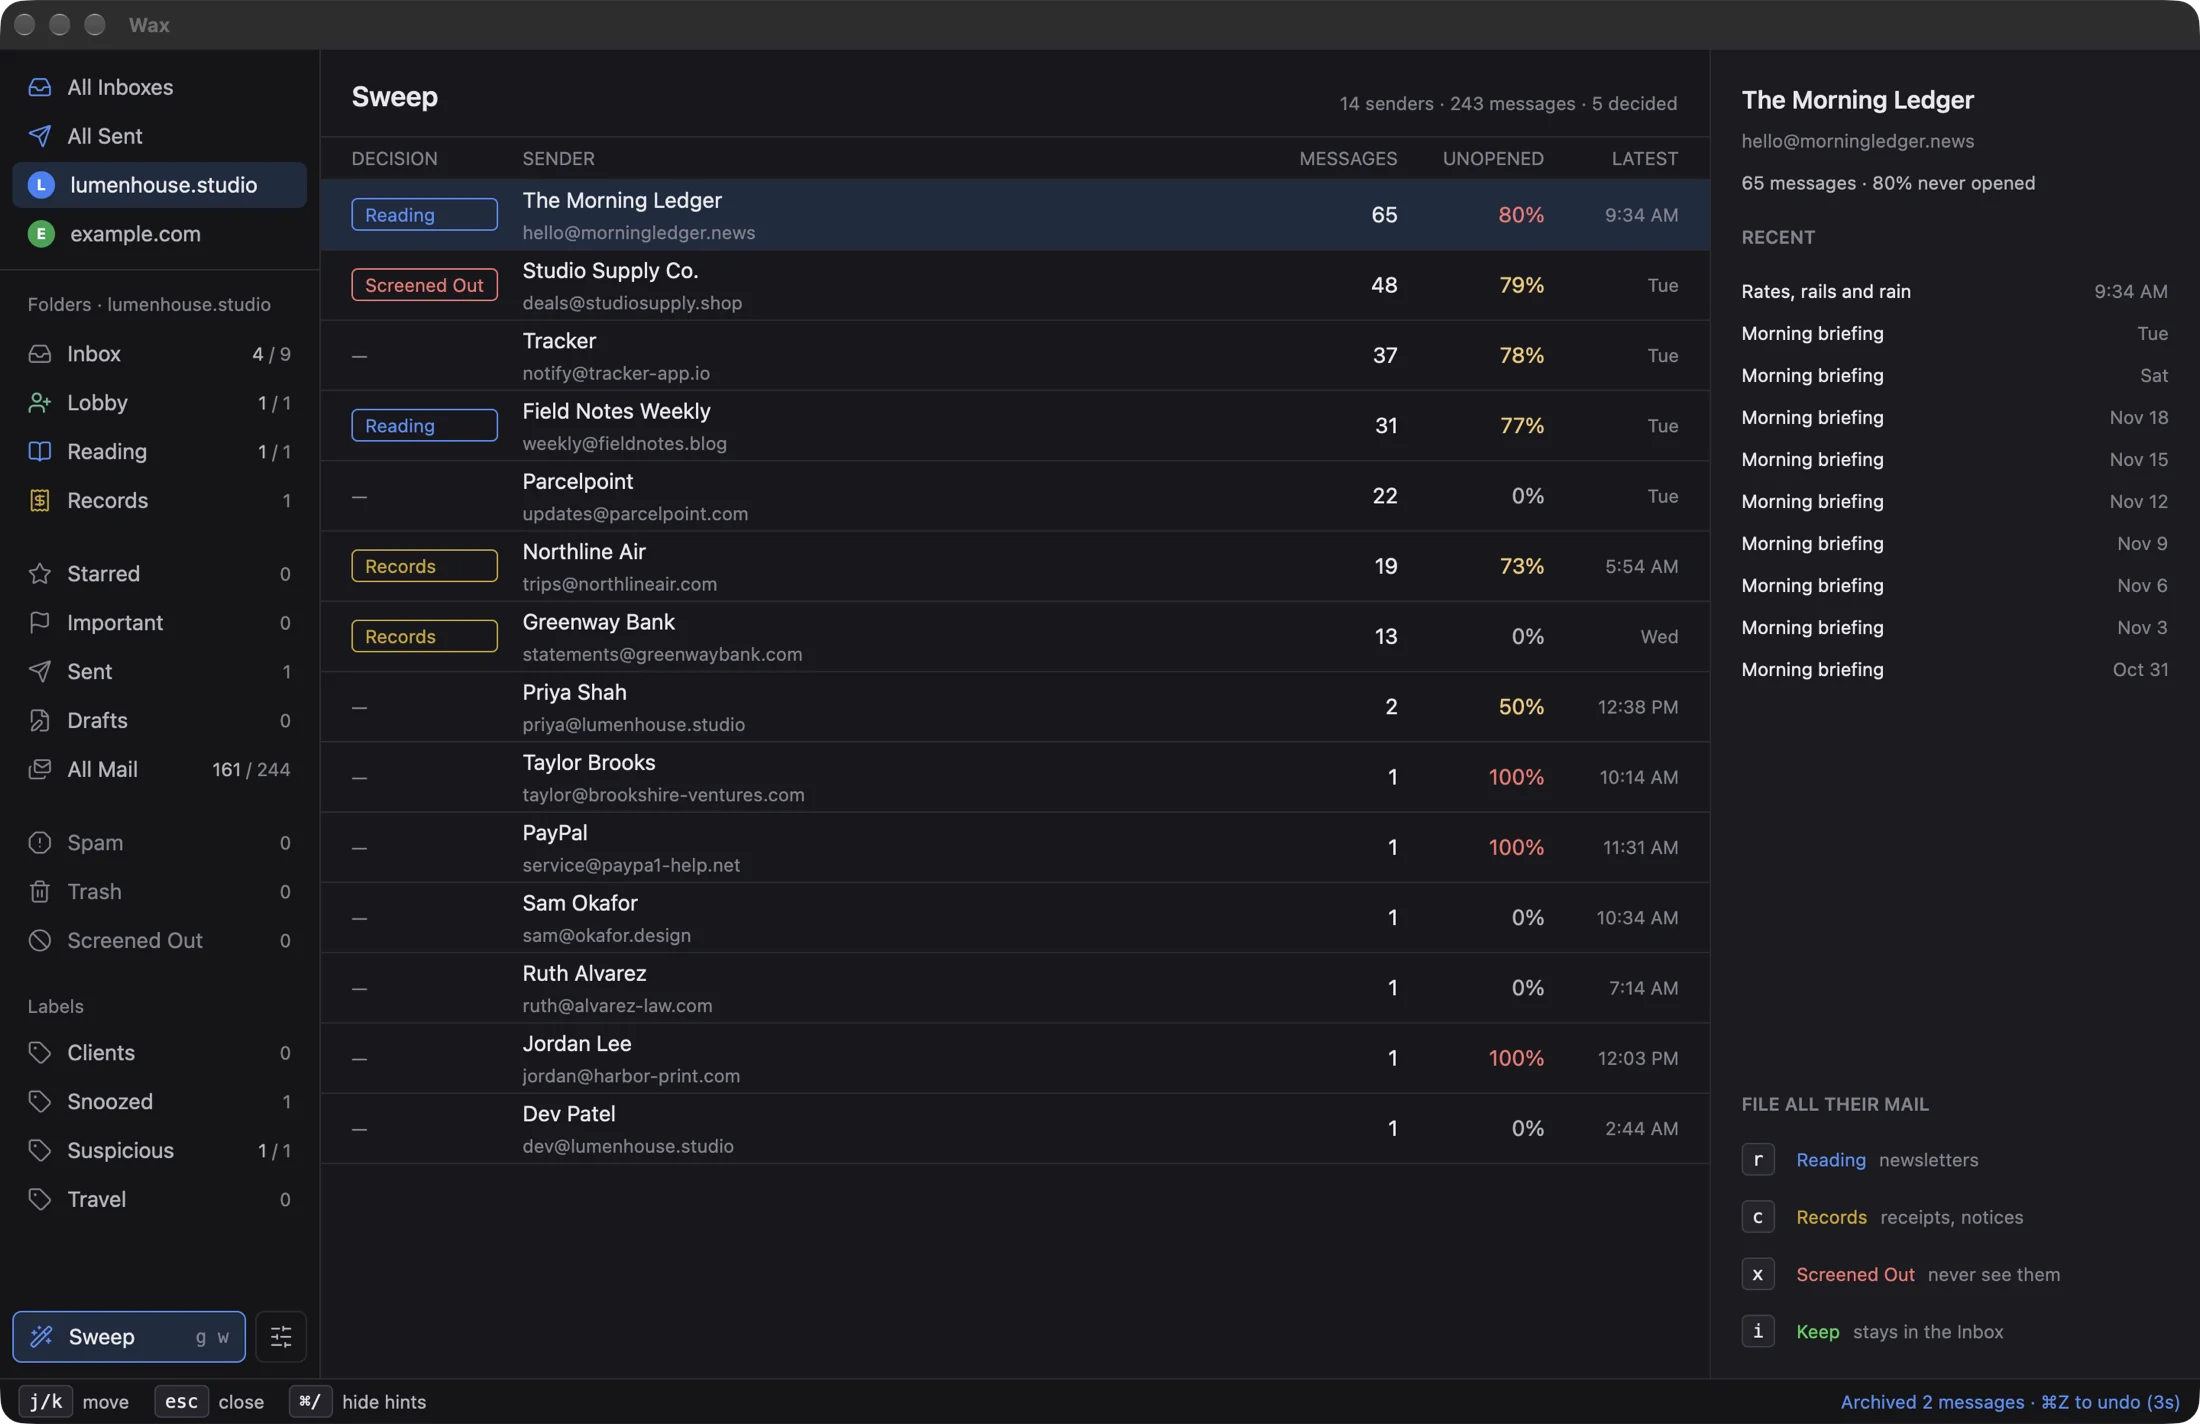 Wax
All Inboxes
All Sent
L lumenhouse.studio
E example.com
Folders · lumenhouse.studio
Inbox 4 / 9
Lobby 1 / 1
Reading 1 / 1
Records 1
Starred 0
Important 0
Sent 1
Drafts 0
All Mail 161 / 244
Spam 0
Trash 0
Screened Out 0
Labels
Clients 0
Snoozed 1
Suspicious 1 / 1
Travel 0
Sweep g w
Sweep
14 senders · 243 messages · 5 decided
DECISION SENDER MESSAGES UNOPENED LATEST
Reading The Morning Ledger 65 80% 9:34 AM
hello@morningledger.news
Screened Out Studio Supply Co. 48 79% Tue
deals@studiosupply.shop
— Tracker 37 78% Tue
notify@tracker-app.io
Reading Field Notes Weekly 31 77% Tue
weekly@fieldnotes.blog
— Parcelpoint 22 0% Tue
updates@parcelpoint.com
Records Northline Air 19 73% 5:54 AM
trips@northlineair.com
Records Greenway Bank 13 0% Wed
statements@greenwaybank.com
— Priya Shah 2 50% 12:38 PM
priya@lumenhouse.studio
— Taylor Brooks 1 100% 10:14 AM
taylor@brookshire-ventures.com
— PayPal 1 100% 11:31 AM
service@paypa1-help.net
— Sam Okafor 1 0% 10:34 AM
sam@okafor.design
— Ruth Alvarez 1 0% 7:14 AM
ruth@alvarez-law.com
— Jordan Lee 1 100% 12:03 PM
jordan@harbor-print.com
— Dev Patel 1 0% 2:44 AM
dev@lumenhouse.studio
The Morning Ledger
hello@morningledger.news
65 messages · 80% never opened
RECENT
Rates, rails and rain 9:34 AM
Morning briefing Tue
Morning briefing Sat
Morning briefing Nov 18
Morning briefing Nov 15
Morning briefing Nov 12
Morning briefing Nov 9
Morning briefing Nov 6
Morning briefing Nov 3
Morning briefing Oct 31
FILE ALL THEIR MAIL
r Reading newsletters
c Records receipts, notices
x Screened Out never see them
i Keep stays in the Inbox
j/k move esc close ⌘/ hide hints
Archived 2 messages · ⌘Z to undo (3s)